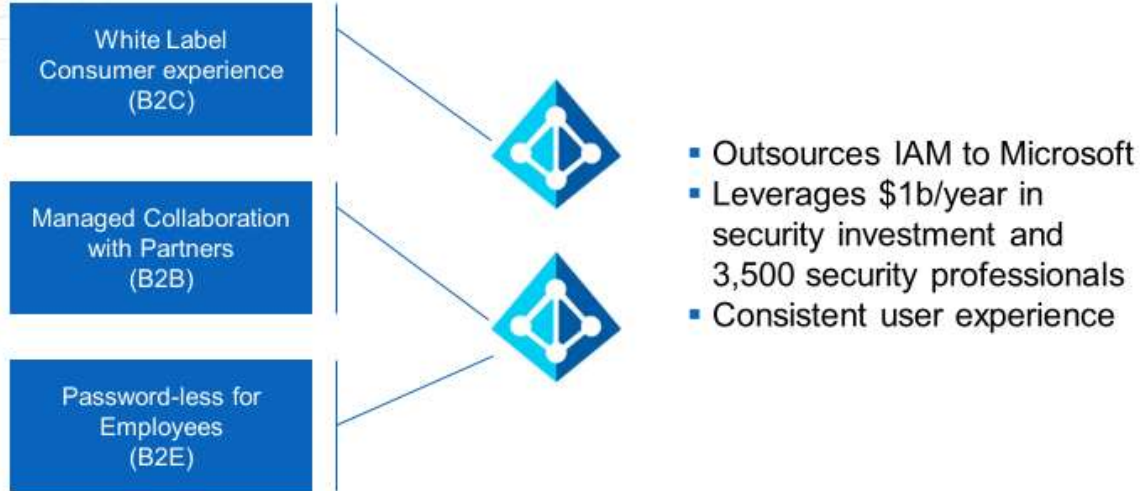 White Label
Consumer experience
(B2C)
Managed Collaboration
with Partners
(B2B)
Password-less for
Employees
(B2E)
▪ Outsources IAM to Microsoft
▪ Leverages $1b/year in
security investment and
3,500 security professionals
▪ Consistent user experience